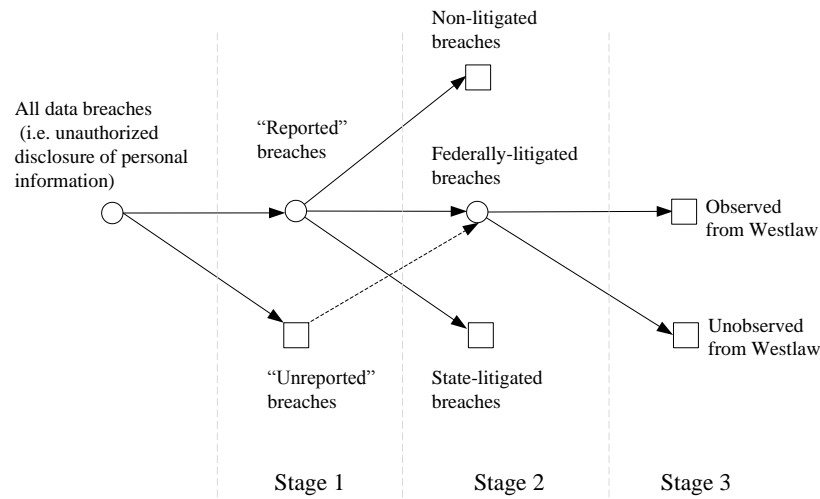 Non-litigated
breaches
All data breaches
(i.e. unauthorized
disclosure of personal
information)
“Reported”
breaches
Federally-litigated
breaches
Observed
from Westlaw
Unobserved
from Westlaw
“Unreported”
breaches
State-litigated
breaches
Stage 1
Stage 2
Stage 3